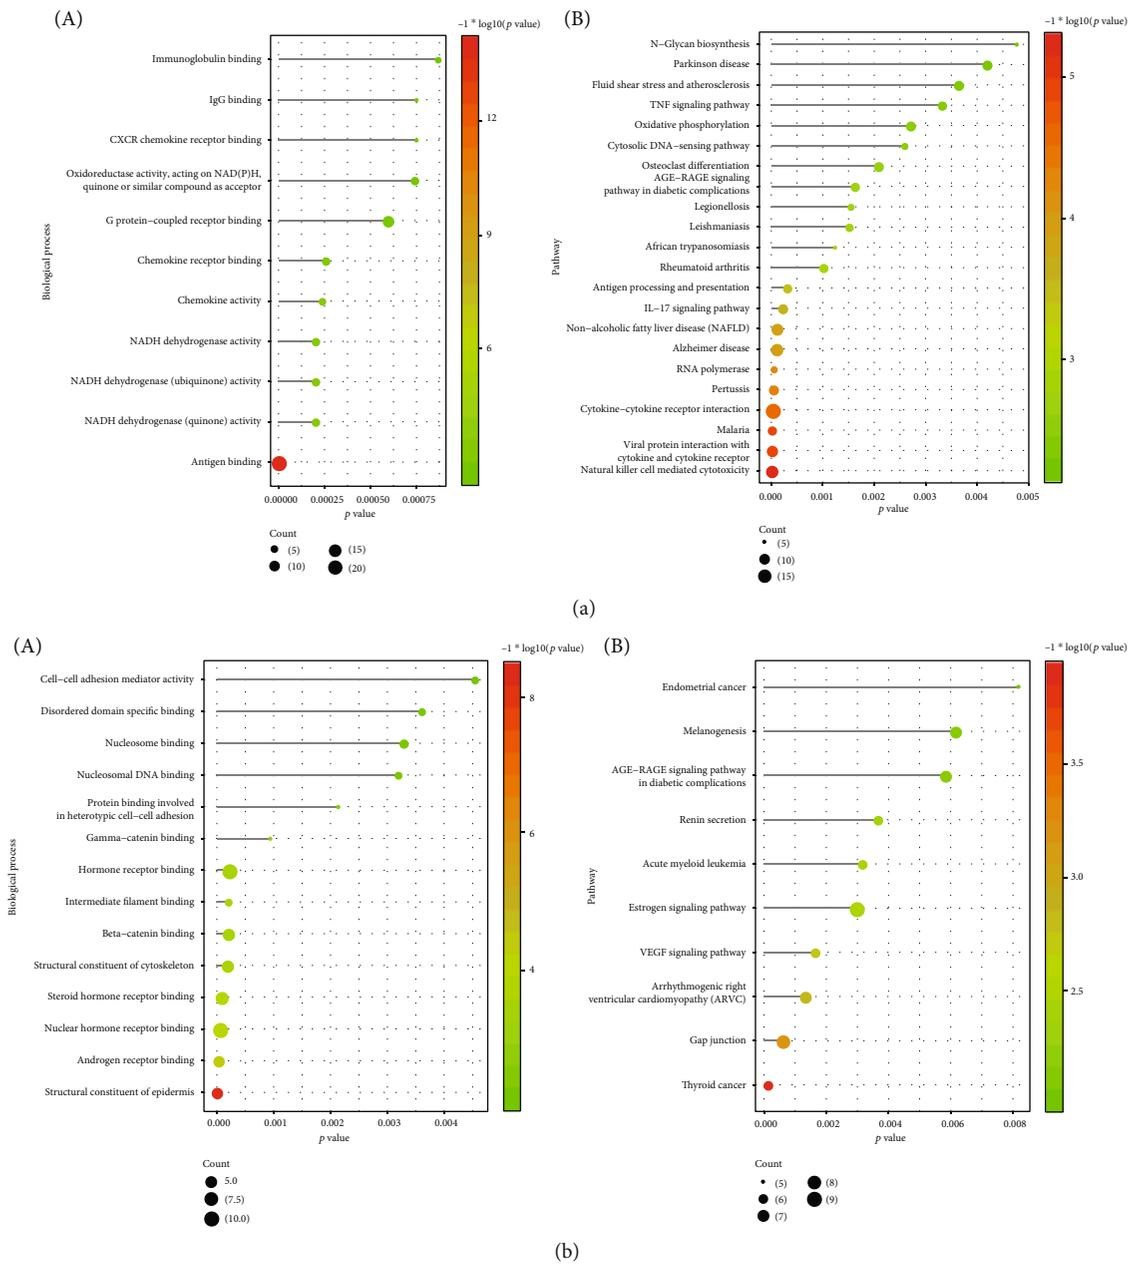 (A)
−1 * log10(p value)
Immunoglobulin binding
IgG binding
CXCR chemokine receptor binding
Oxidoreductase activity, acting on NAD(P)H,
quinone or similar compound as acceptor
G protein−coupled receptor binding
Chemokine receptor binding
Chemokine activity
NADH dehydrogenase activity
NADH dehydrogenase (ubiquinone) activity
NADH dehydrogenase (quinone) activity
Antigen binding
Biological process
12
9
6
0.00000 0.00025 0.00050 0.00075
p value
Count
(5) (15)
(10) (20)
(B)
−1 * log10(p value)
N−Glycan biosynthesis
Parkinson disease
Fluid shear stress and atherosclerosis
TNF signaling pathway
Oxidative phosphorylation
Cytosolic DNA−sensing pathway
Osteoclast differentiation
AGE−RAGE signaling
pathway in diabetic complications
Legionellosis
Leishmaniasis
African trypanosomiasis
Rheumatoid arthritis
Antigen processing and presentation
IL−17 signaling pathway
Non−alcoholic fatty liver disease (NAFLD)
Alzheimer disease
RNA polymerase
Pertussis
Cytokine−cytokine receptor interaction
Malaria
Viral protein interaction with
cytokine and cytokine receptor
Natural killer cell mediated cytotoxicity
Pathway
5
4
3
0.000 0.001 0.002 0.003 0.004 0.005
p value
Count
(5)
(10)
(15)
(a)
(A)
−1 * log10(p value)
Cell−cell adhesion mediator activity
Disordered domain specific binding
Nucleosome binding
Nucleosomal DNA binding
Protein binding involved
in heterotypic cell−cell adhesion
Gamma−catenin binding
Hormone receptor binding
Intermediate filament binding
Beta−catenin binding
Structural constituent of cytoskeleton
Steroid hormone receptor binding
Nuclear hormone receptor binding
Androgen receptor binding
Structural constituent of epidermis
Biological process
8
6
4
0.000 0.001 0.002 0.003 0.004
p value
Count
5.0
(7.5)
(10.0)
(B)
−1 * log10(p value)
Endometrial cancer
Melanogenesis
AGE−RAGE signaling pathway
in diabetic complications
Renin secretion
Acute myeloid leukemia
Estrogen signaling pathway
VEGF signaling pathway
Arrhythmogenic right
ventricular cardiomyopathy (ARVC)
Gap junction
Thyroid cancer
Pathway
3.5
3.0
2.5
0.000 0.002 0.004 0.006 0.008
p value
Count
(5) (8)
(6) (9)
(7)
(b)